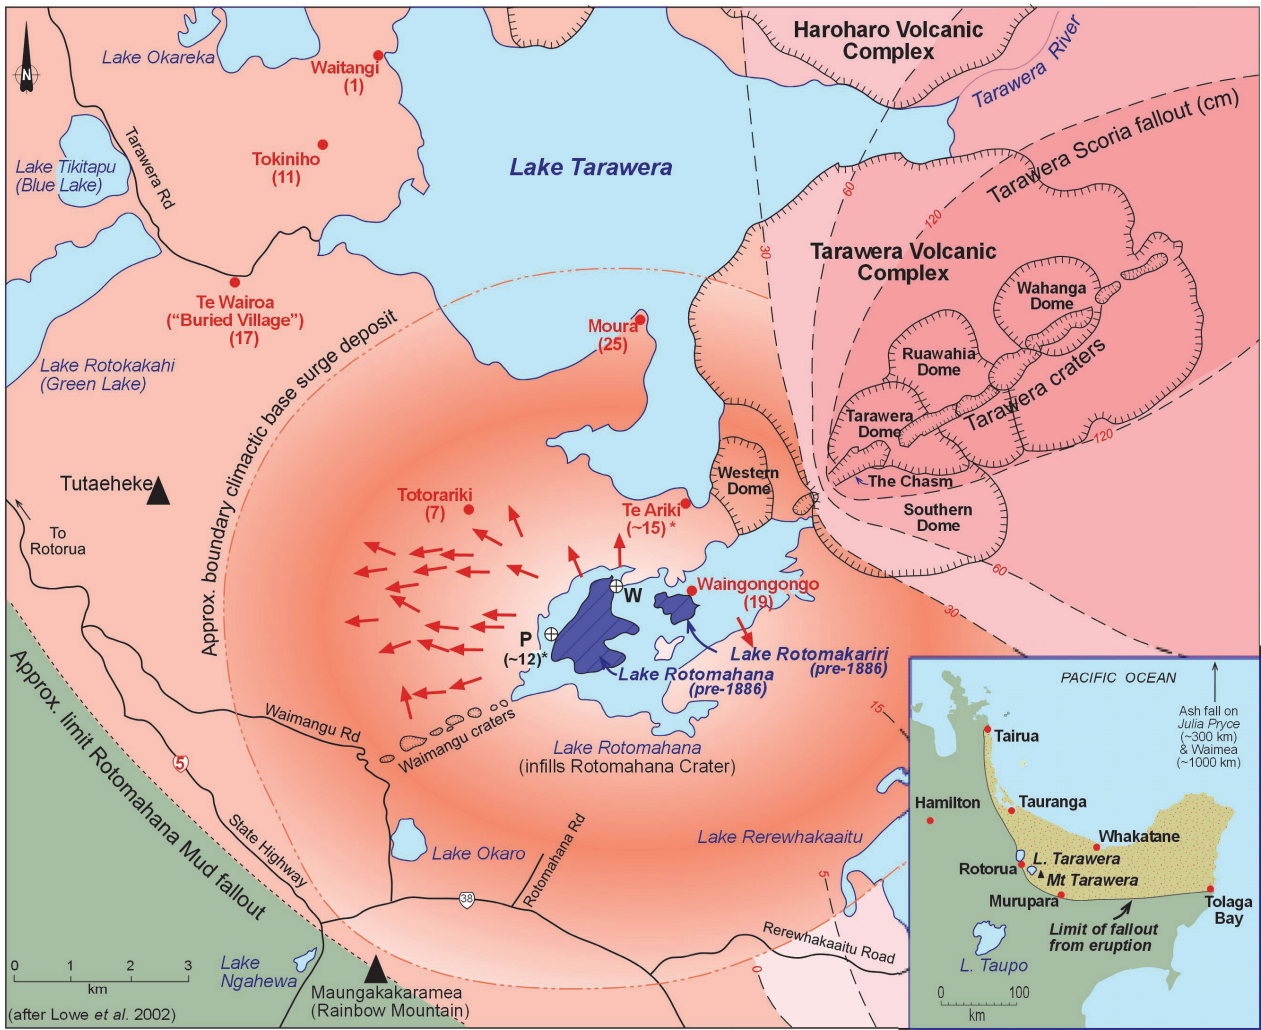 Haroharo Volcanic
Complex
Tarawera River
N
Lake Okareka
Waitangi
(1)
Tarawera Scoria fallout (cm)
Tarawera Rd
Tokiniho
(11)
Lake Tikitapu
(Blue Lake)
Lake Tarawera
60
120
30
Tarawera Volcanic
Complex
Te Wairoa
(“Buried Village”)
(17)
Wahanga
Dome
Moura
(25)
Approx. boundary climactic base surge deposit
Lake Rotokakahi
(Green Lake)
Ruawahia
Dome
Tarawera craters
Tarawera
Dome
120
Tutaeheke
Western
Dome
The Chasm
Totorariki
(7)
Te Ariki
(~15) *
Southern
Dome
To
Rotorua
60
30
W
Waingongongo
(19)
P
(~12)*
Lake Rotomakariri
(pre-1886)
Lake Rotomahana
(pre-1886)
Approx. limit Rotomahana Mud fallout
Waimangu Rd
Waimangu craters
15
Lake Rotomahana
(infills Rotomahana Crater)
5
State Highway
Lake Okaro
Rotomahana Rd
Lake Rerewhakaaitu
5
38
Rerewhakaaitu Road
0
Lake
Ngahewa
Maungakakaramea
(Rainbow Mountain)
0 1 2 3
km
(after Lowe et al. 2002)
PACIFIC OCEAN
Ash fall on
Julia Pryce
(~300 km)
& Waimea
(~1000 km)
Tairua
Hamilton
Tauranga
Whakatane
L. Tarawera
Rotorua
Mt Tarawera
Murupara
Tolaga
Bay
Limit of fallout
from eruption
L. Taupo
0 100
km